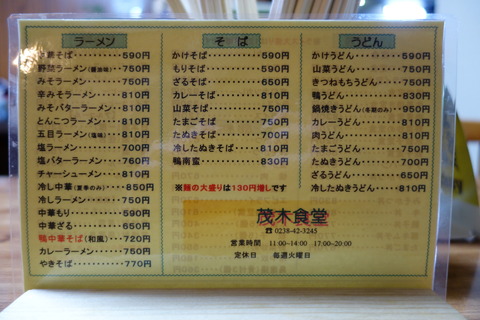 ラーメン
中華そば 590円
野菜ラーメン（醤油味） 750円
みそラーメン 750円
辛みそラーメン 810円
みそバターラーメン 810円
とんこつラーメン 810円
五目ラーメン（塩味） 810円
塩ラーメン 700円
塩バターラーメン 760円
チャーシューメン 810円
冷し中華（夏季のみ） 850円
冷しラーメン 750円
中華もり 590円
中華ざる 650円
鴨中華そば（和風） 720円
カレーラーメン 750円
やきそば 770円
そば
かけそば 590円
もりそば 590円
ざるそば 650円
カレーそば 810円
山菜そば 750円
たまごそば 750円
たぬきそば 700円
冷したぬきそば 810円
鴨南蛮 830円
※麺の大盛りは130円増しです
うどん
かけうどん 590円
山菜うどん 750円
きつねもちうどん 750円
鴨うどん 830円
鍋焼きうどん（冬期のみ） 950円
カレーうどん 810円
肉うどん 810円
たまごうどん 750円
たぬきうどん 700円
ざるうどん 650円
冷したぬきうどん 810円
茂木食堂
☎0238-42-3245
営業時間 11:00~14:00 17:00~20:00
定休日 毎週火曜日